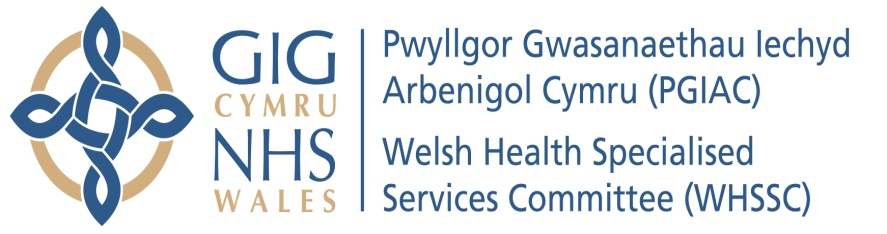 GIG
CYMRU
NHS
WALES
Pwyllgor Gwasanaethau Iechyd
Arbenigol Cymru (PGIAC)
Welsh Health Specialised
Services Committee (WHSSC)